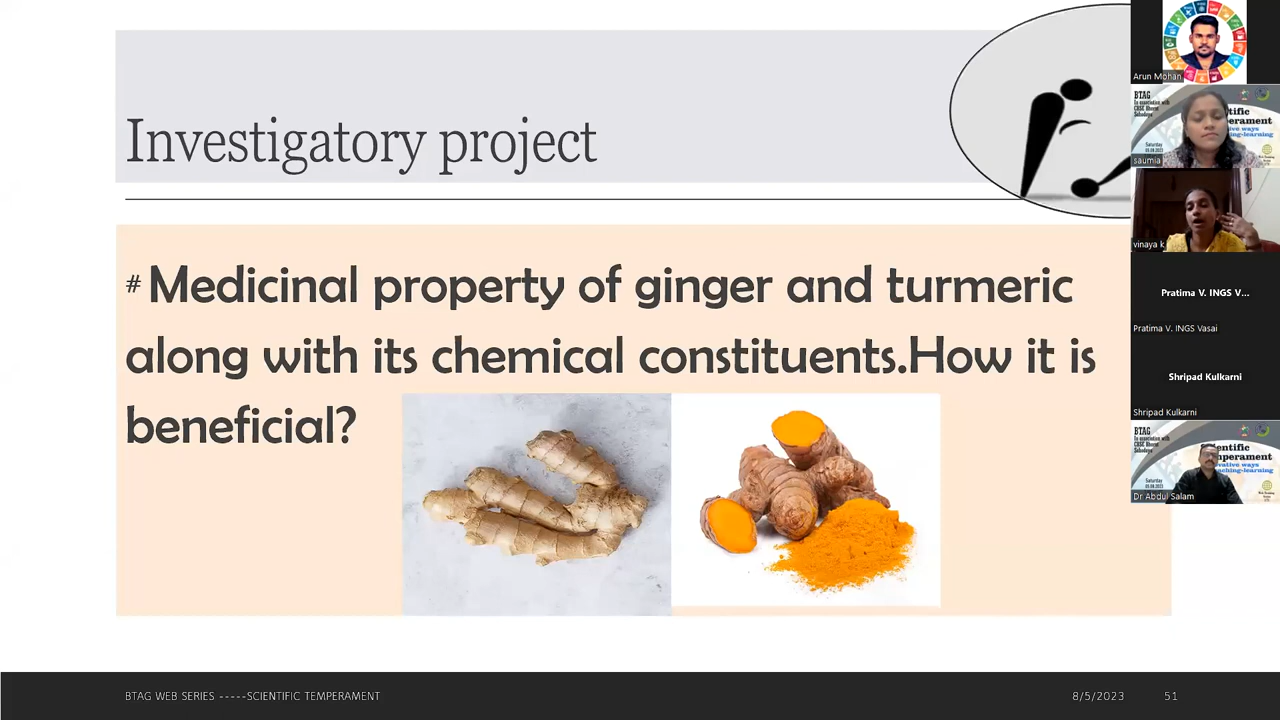 Investigatory project
# Medicinal property of ginger and turmeric
along with its chemical constituents.How it is
beneficial?
BTAG WEB SERIES -----SCIENTIFIC TEMPERAMENT
8/5/2023
51
Arun Mohan
BTAG
saumia
vinaya k
Pratima V. INGS V...
Pratima V. INGS Vasai
Shripad Kulkarni
Shripad Kulkarni
BTAG
Dr Abdul Salam